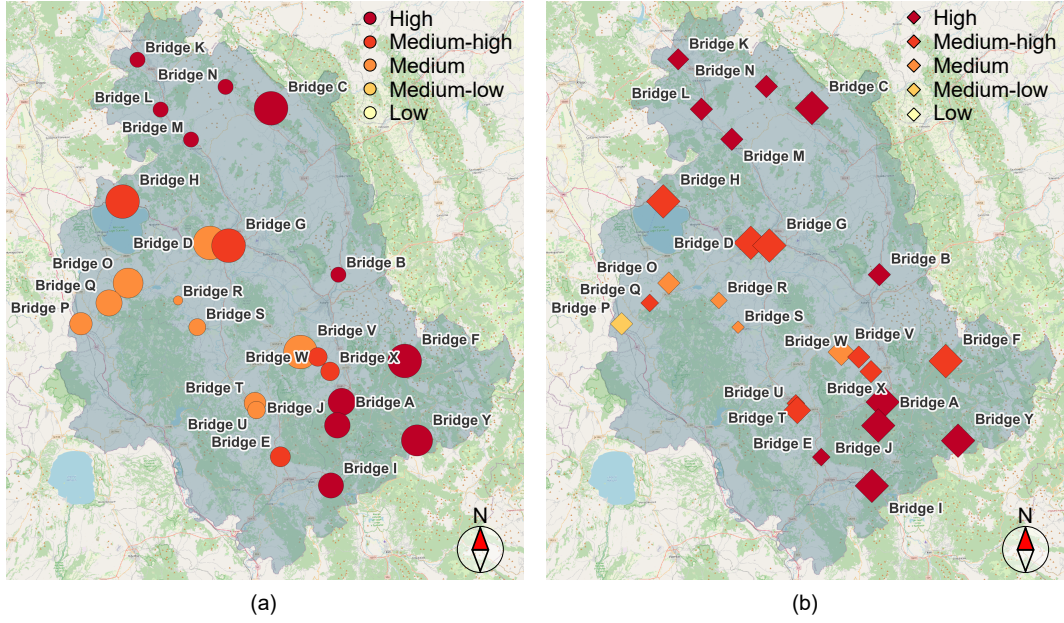 High
Medium-high
Medium
Medium-low
Low
Bridge K
Bridge N
Bridge C
Bridge L
Bridge M
Bridge H
Bridge G
Bridge D
Bridge B
Bridge O
Bridge Q
Bridge R
Bridge P
Bridge S
Bridge V
Bridge F
Bridge W
Bridge X
Bridge T
Bridge J
Bridge A
Bridge U
Bridge Y
Bridge E
Bridge I
N
(a)
High
Medium-high
Medium
Medium-low
Low
Bridge K
Bridge N
Bridge C
Bridge L
Bridge M
Bridge H
Bridge G
Bridge D
Bridge B
Bridge O
Bridge Q
Bridge R
Bridge P
Bridge S
Bridge V
Bridge F
Bridge W
Bridge X
Bridge U
Bridge A
Bridge T
Bridge Y
Bridge E
Bridge J
Bridge I
N
(b)